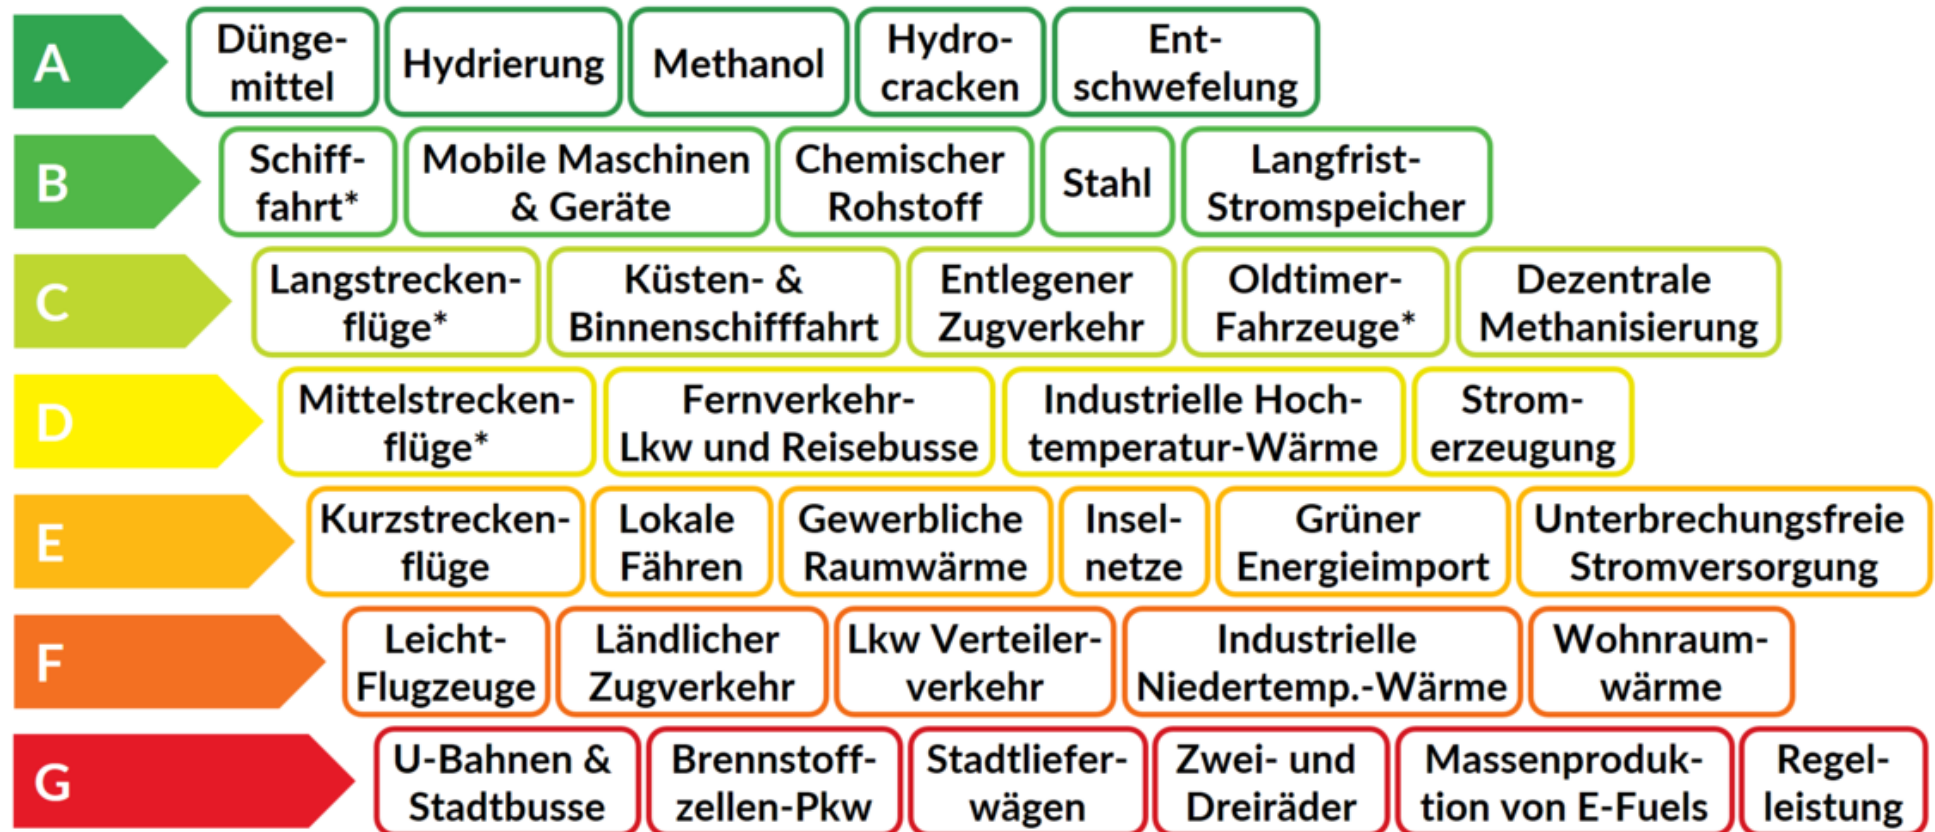 A
Dünge-
mittel
Hydrierung
Methanol
Hydro-
cracken
Ent-
schwefelung
B
Schiff-
fahrt*
Mobile Maschinen
& Geräte
Chemischer
Rohstoff
Stahl
Langfrist-
Stromspeicher
C
Langstrecken-
flüge*
Küsten- &
Binnenschifffahrt
Entlegener
Zugverkehr
Oldtimer-
Fahrzeuge*
Dezentrale
Methanisierung
D
Mittelstrecken-
flüge*
Fernverkehr-
Lkw und Reisebusse
Industrielle Hoch-
temperatur-Wärme
Strom-
erzeugung
E
Kurzstrecken-
flüge
Lokale
Fähren
Gewerbliche
Raumwärme
Insel-
netze
Grüner
Energieimport
Unterbrechungsfreie
Stromversorgung
F
Leicht-
Flugzeuge
Ländlicher
Zugverkehr
Lkw Verteiler-
verkehr
Industrielle
Niedertemp.-Wärme
Wohnraum-
wärme
G
U-Bahnen &
Stadtbusse
Brennstoff-
zellen-Pkw
Stadtliefer-
wägen
Zwei- und
Dreiräder
Massenproduk-
tion von E-Fuels
Regel-
leistung